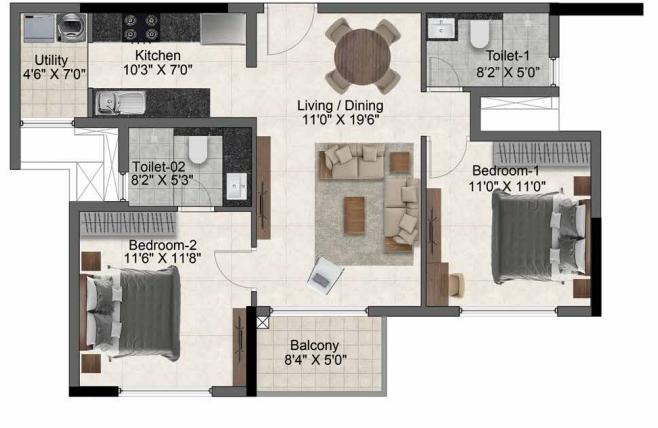 Utility
4'6" X 7'0"
Kitchen
10'3" X 7'0"
Toilet-1
8'2" X 5'0"
Living / Dining
11'0" X 19'6"
Toilet-02
8'2" X 5'3"
Bedroom-1
11'0" X 11'0"
Bedroom-2
11'6" X 11'8"
Balcony
8'4" X 5'0"